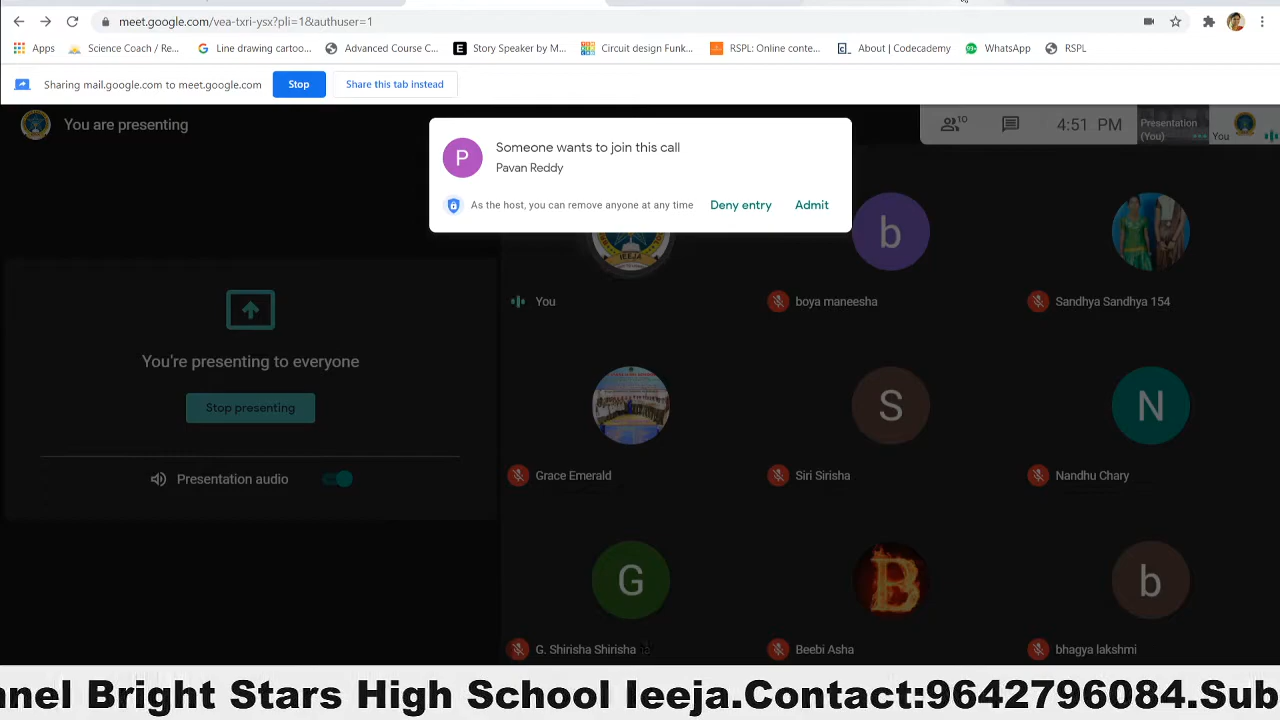 meet.google.com/vea-txri-ysx?pli=1&authuser=1
Apps Science Coach / Re... Line drawing cartoo... Advanced Course C... E Story Speaker by M... Circuit design Funk... RSPL: Online conte... About | Codecademy 99+ WhatsApp RSPL
Sharing mail.google.com to meet.google.com Stop Share this tab instead
You are presenting
10 4:51 PM Presentation (You) You
P Someone wants to join this call
Pavan Reddy
As the host, you can remove anyone at any time Deny entry Admit
IEEJA b
You boya maneesha Sandhya Sandhya 154
You're presenting to everyone
Stop presenting
Presentation audio
S N
Grace Emerald Siri Sirisha Nandhu Chary
G B b
G. Shirisha Shirisha Beebi Asha bhagya lakshmi
nnel Bright Stars High School Ieeja.Contact:9642796084.Sub